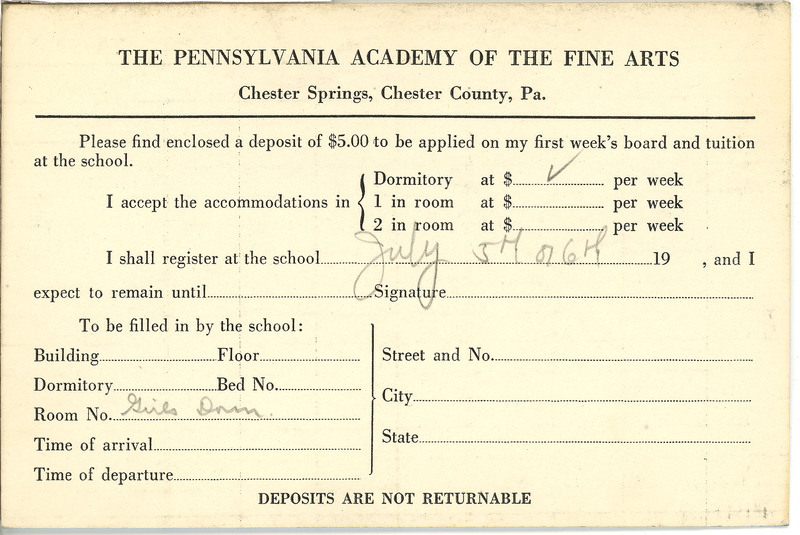 THE PENNSYLVANIA ACADEMY OF THE FINE ARTS
Chester Springs, Chester County, Pa.
Please find enclosed a deposit of $5.00 to be applied on my first week's board and tuition
at the school.
I accept the accommodations in
Dormitory at $ ✓ per week
1 in room at $ per week
2 in room at $ per week
I shall register at the school July 5th or 6th 19 , and I
expect to remain until Signature
To be filled in by the school:
Building Floor
Dormitory Bed No.
Room No. Girls Dorm.
Time of arrival
Time of departure
Street and No.
City
State
DEPOSITS ARE NOT RETURNABLE